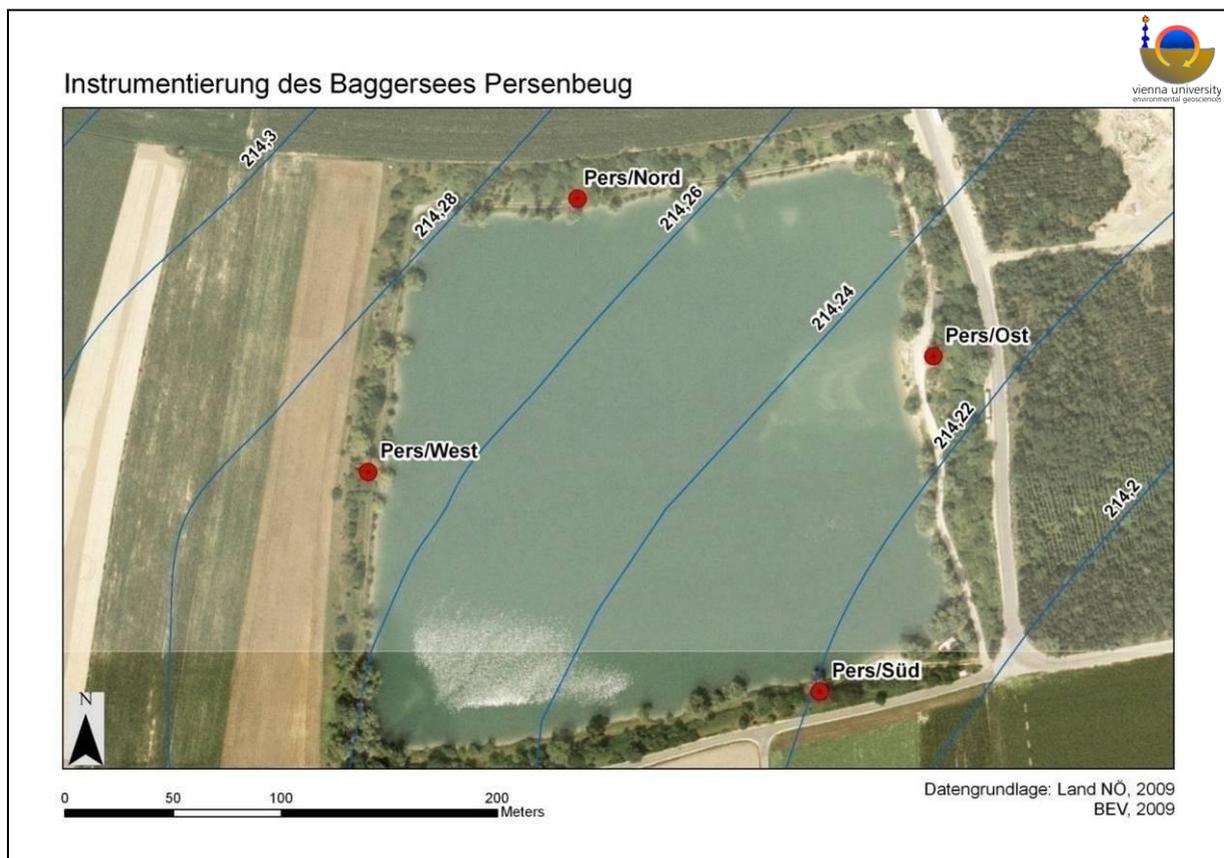 vienna university
environmental geosciences
Instrumentierung des Baggersees Persenbeug
214,3
214,28
Pers/Nord
214,26
214,24
Pers/Ost
214,22
Pers/West
214,2
Pers/Süd
N
0 50 100 200
Meters
Datengrundlage: Land NÖ, 2009
BEV, 2009